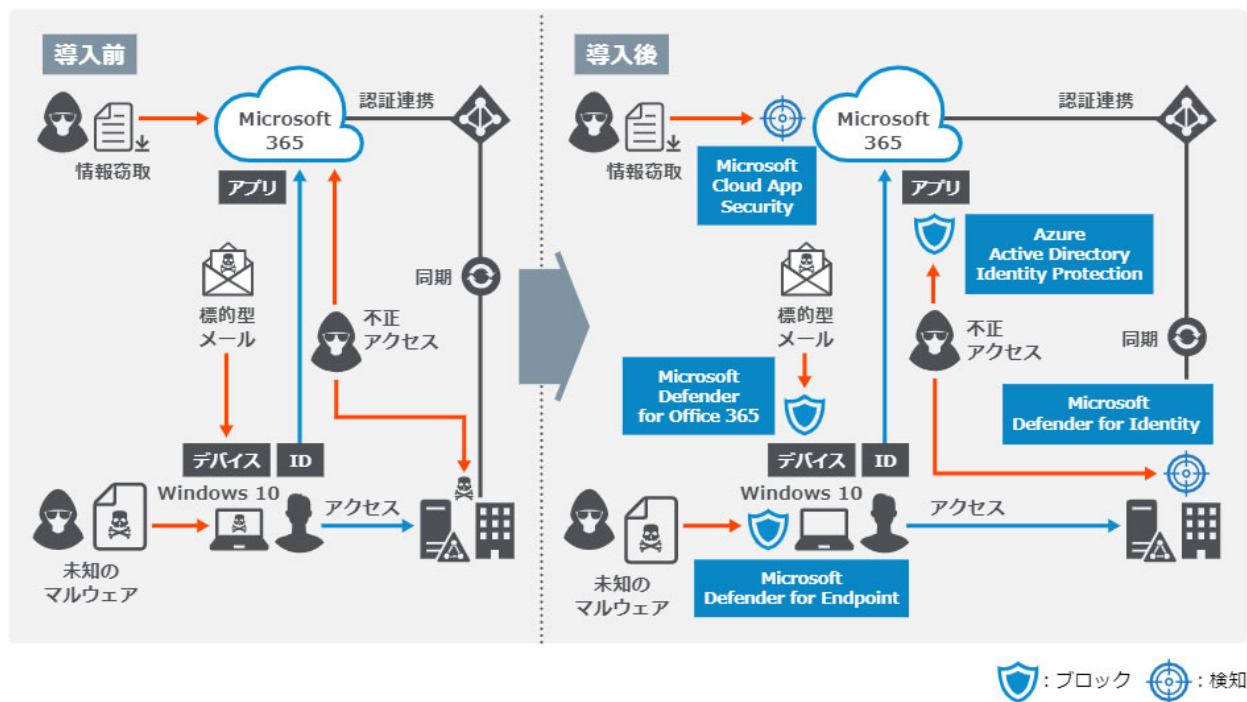 導入前
Microsoft
365
認証連携
情報窃取
アプリ
標的型
メール
不正
アクセス
同期
デバイス
ID
Windows 10
アクセス
未知の
マルウェア
導入後
Microsoft
365
認証連携
情報窃取
Microsoft
Cloud App
Security
アプリ
Azure
Active Directory
Identity Protection
標的型
メール
不正
アクセス
同期
Microsoft
Defender
for Office 365
Microsoft
Defender for Identity
デバイス
ID
Windows 10
アクセス
未知の
マルウェア
Microsoft
Defender for Endpoint
:ブロック
:検知